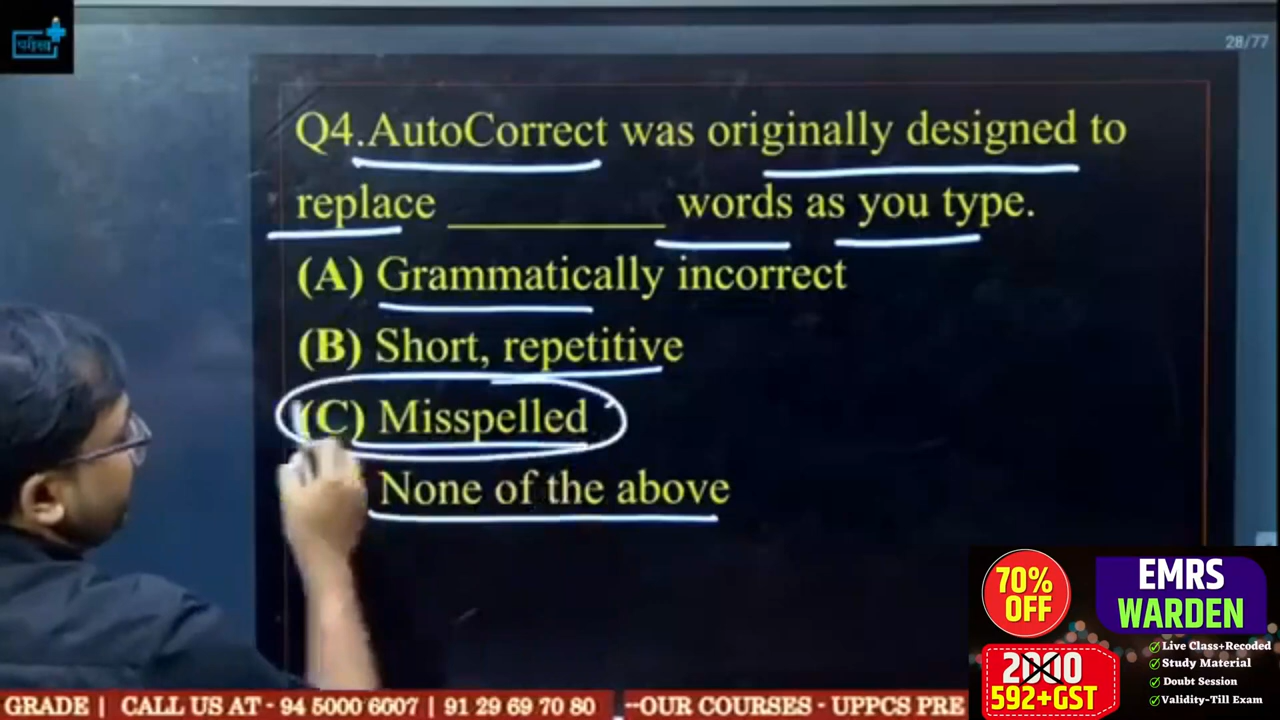 परीक्षा
28/77
Q4.AutoCorrect was originally designed to
replace __________ words as you type.
(A) Grammatically incorrect
(B) Short, repetitive
(C) Misspelled
None of the above
70%
OFF
EMRS
WARDEN
2000
592+GST
Live Class+Recoded
Study Material
Doubt Session
Validity-Till Exam
GRADE | CALL US AT - 94 5000 6007 | 91 29 69 70 80 --OUR COURSES - UPPCS PRE